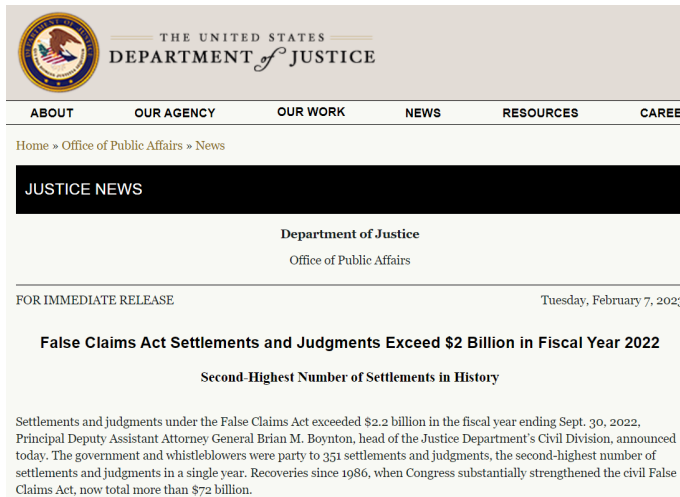 THE UNITED STATES
DEPARTMENT of JUSTICE
ABOUT OUR AGENCY OUR WORK NEWS RESOURCES CAREE
Home » Office of Public Affairs » News
JUSTICE NEWS
Department of Justice
Office of Public Affairs
FOR IMMEDIATE RELEASE Tuesday, February 7, 2023
False Claims Act Settlements and Judgments Exceed $2 Billion in Fiscal Year 2022
Second-Highest Number of Settlements in History
Settlements and judgments under the False Claims Act exceeded $2.2 billion in the fiscal year ending Sept. 30, 2022,
Principal Deputy Assistant Attorney General Brian M. Boynton, head of the Justice Department's Civil Division, announced
today. The government and whistleblowers were party to 351 settlements and judgments, the second-highest number of
settlements and judgments in a single year. Recoveries since 1986, when Congress substantially strengthened the civil False
Claims Act, now total more than $72 billion.